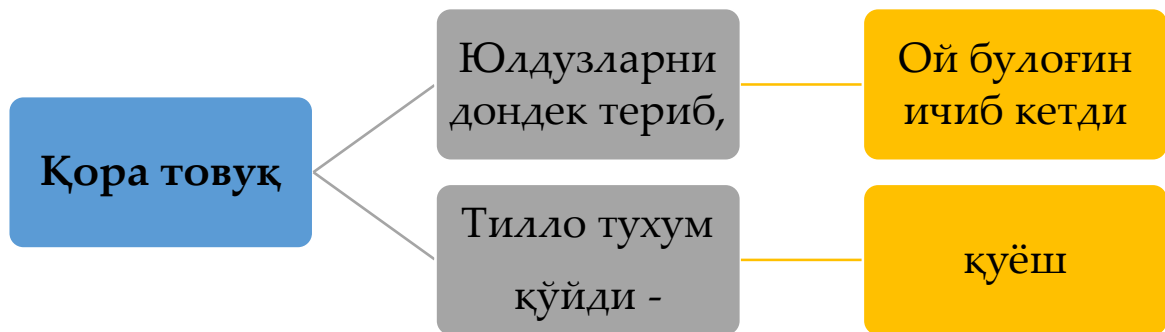 Қора товуқ
Юлдузларни
дондек териб,
Ой булоғин
ичиб кетди
Тилло тухум
қўйди -
қуёш